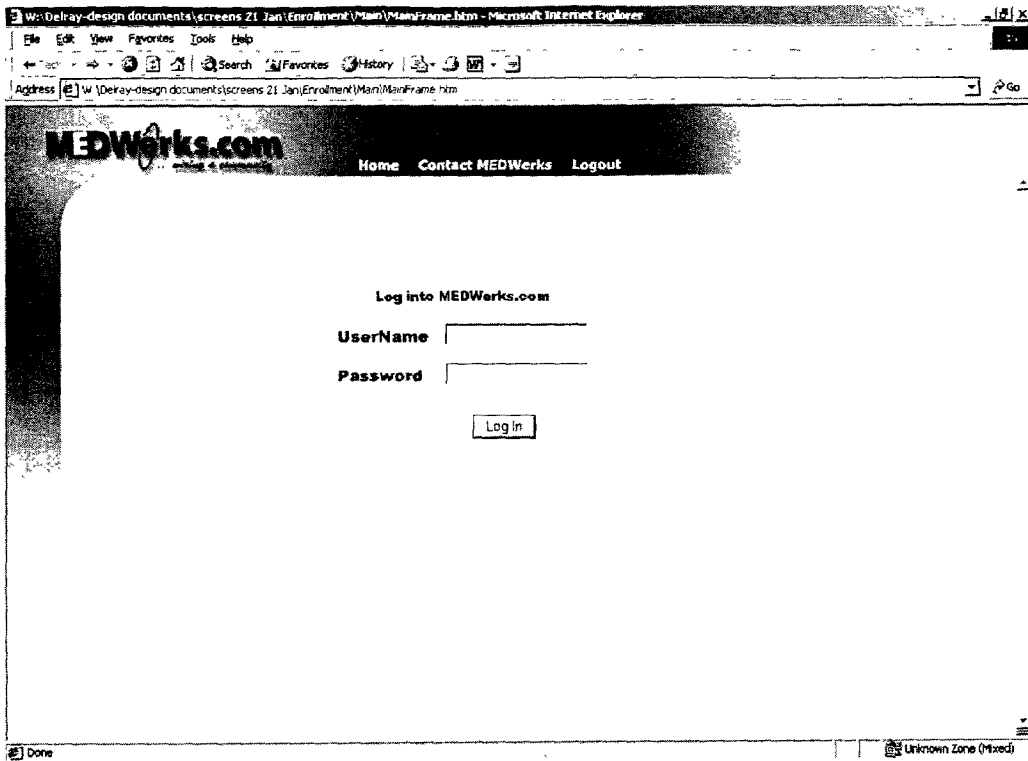 W:\Delray-design documents\screens 21 Jan\Enrollment\Main\MainFrame.htm - Microsoft Internet Explorer
File Edit View Favorites Tools Help
Search Favorites History
Address W:\Delray-design documents\screens 21 Jan\Enrollment\Main\MainFrame.htm Go
MEDWerks.com
Home Contact MEDWerks Logout
Log into MEDWerks.com
UserName
Password
Log In
Done Unknown Zone (Mixed)